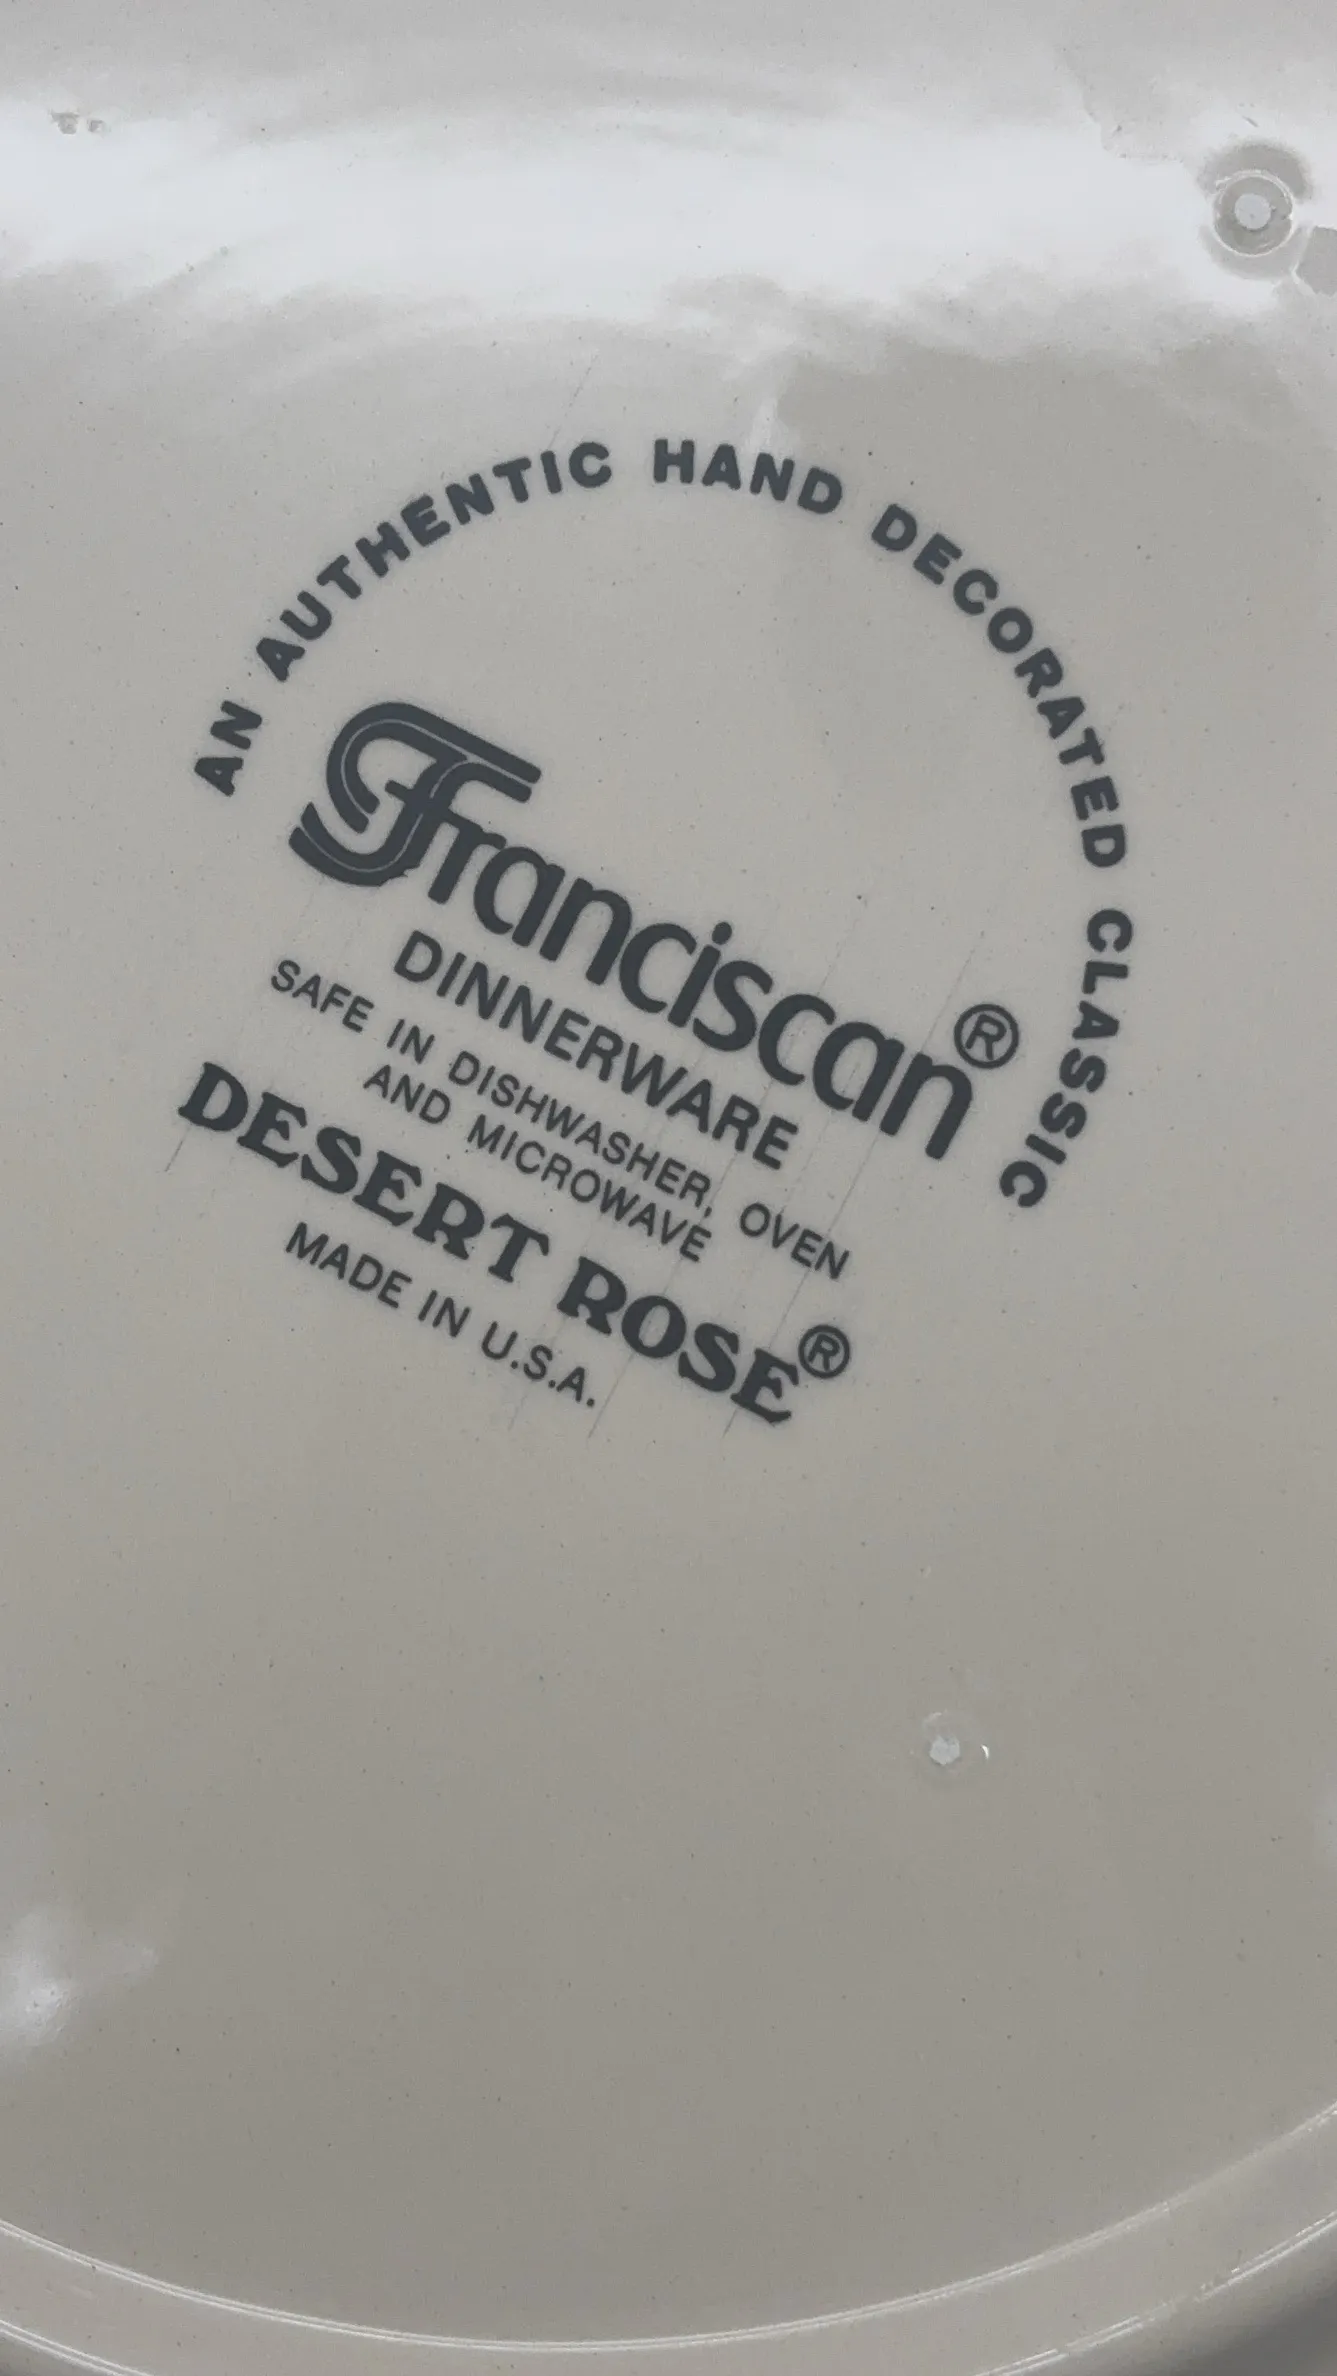 AN AUTHENTIC HAND DECORATED CLASSIC
Franciscan®
DINNERWARE
SAFE IN DISHWASHER, OVEN
AND MICROWAVE
DESERT ROSE®
MADE IN U.S.A.